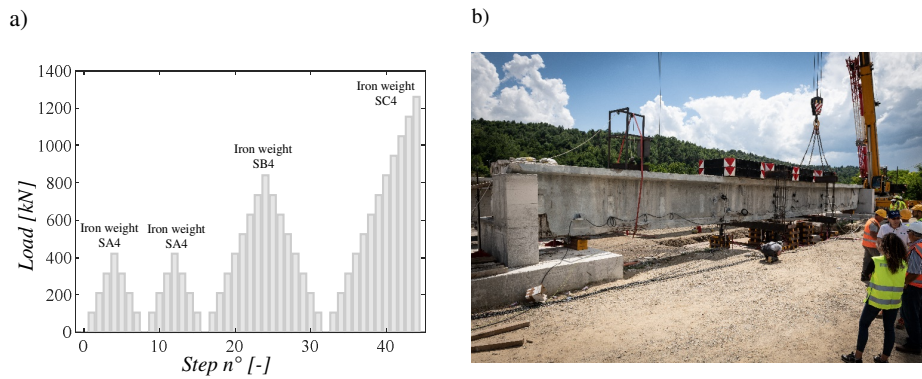 a)
b)
1400
1200
1000
800
600
400
200
0
Load [kN]
Iron weight
SA4
Iron weight
SA4
Iron weight
SB4
Iron weight
SC4
0
10
20
30
40
Step n° [-]